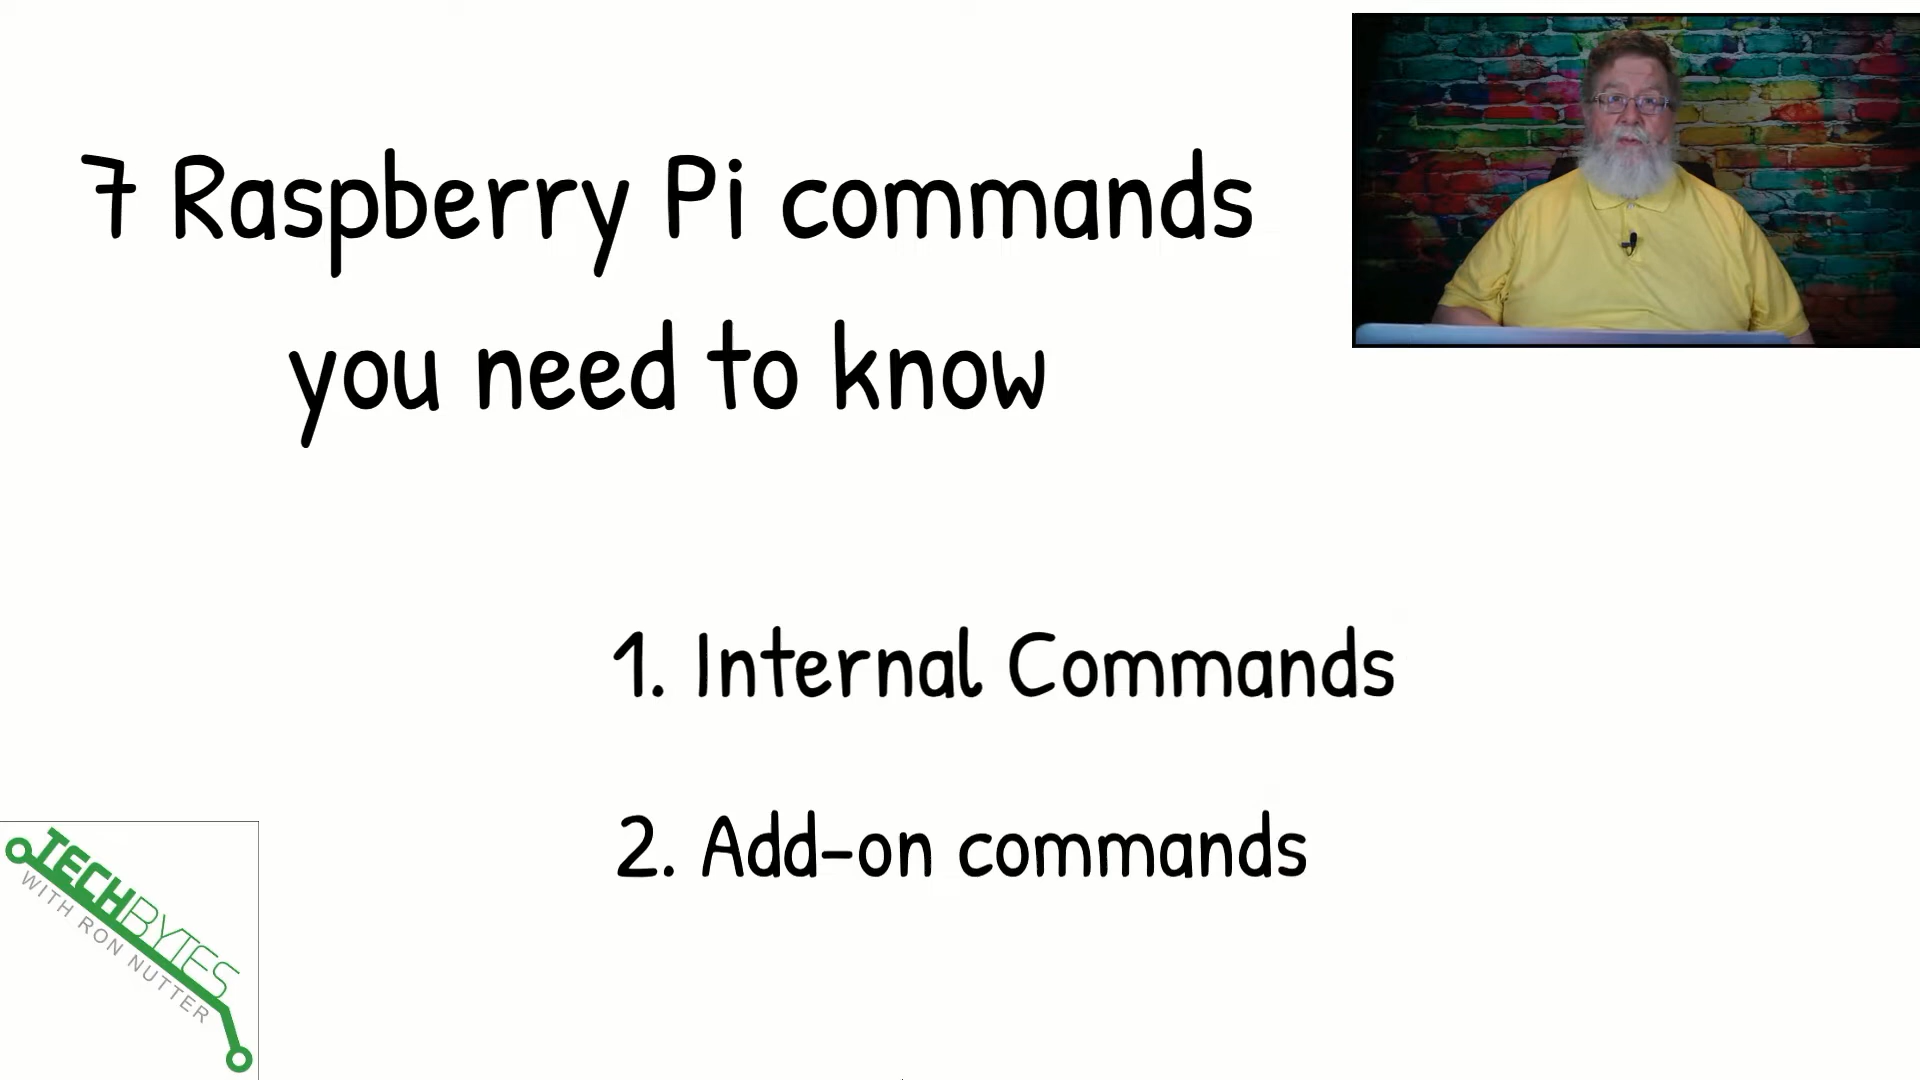 7 Raspberry Pi commands
you need to know
1. Internal Commands
2. Add-on commands
TECHBYTES
WITH RON NUTTER